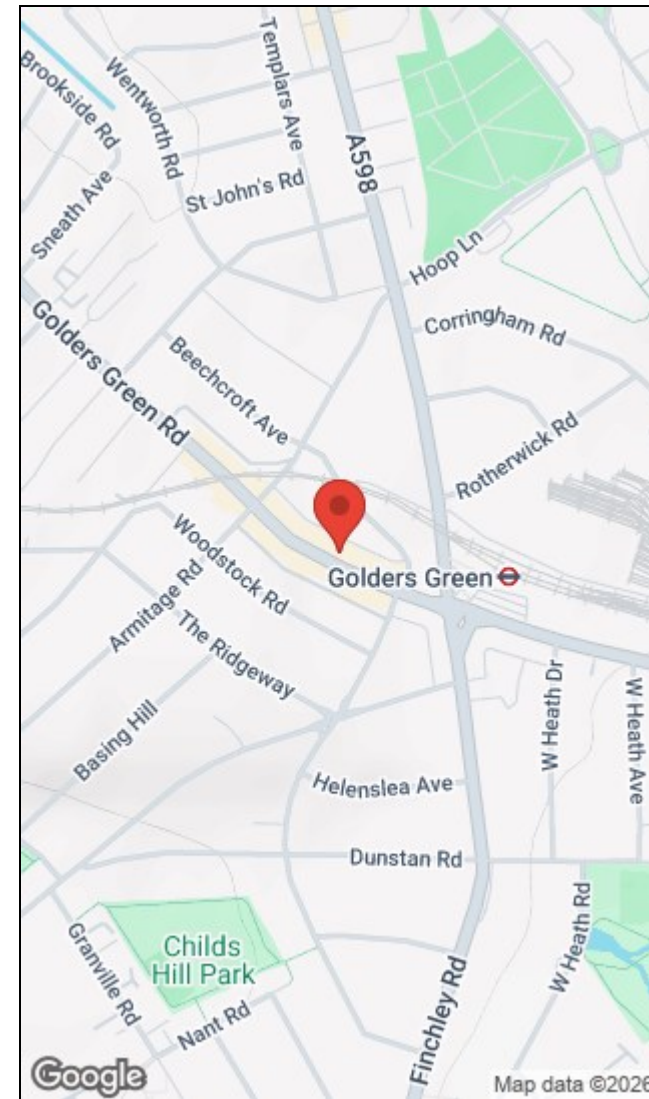 Brookside Rd
Wentworth Rd
Templars Ave
A598
St John's Rd
Sneath Ave
Hoop Ln
Golders Green Rd
Corringham Rd
Beechcroft Ave
Rotherwick Rd
Woodstock Rd
Golders Green
Armitage Rd
The Ridgeway
W Heath Dr
W Heath Ave
Basing Hill
Helenslea Ave
Dunstan Rd
Childs
Hill Park
W Heath Rd
Granville Rd
Nant Rd
Finchley Rd
Google
Map data ©2026